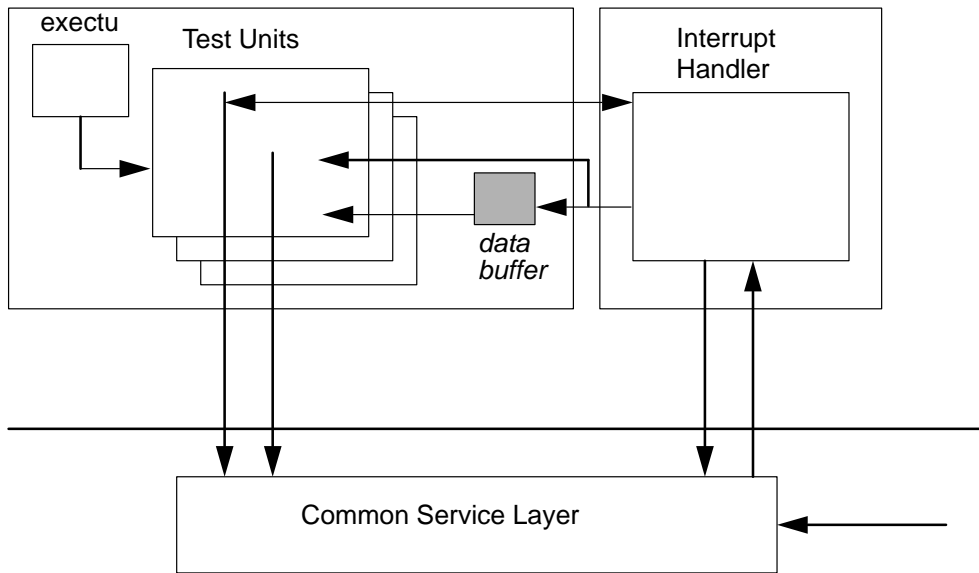 exectu
Test Units
Interrupt
Handler
data
buffer
Common Service Layer